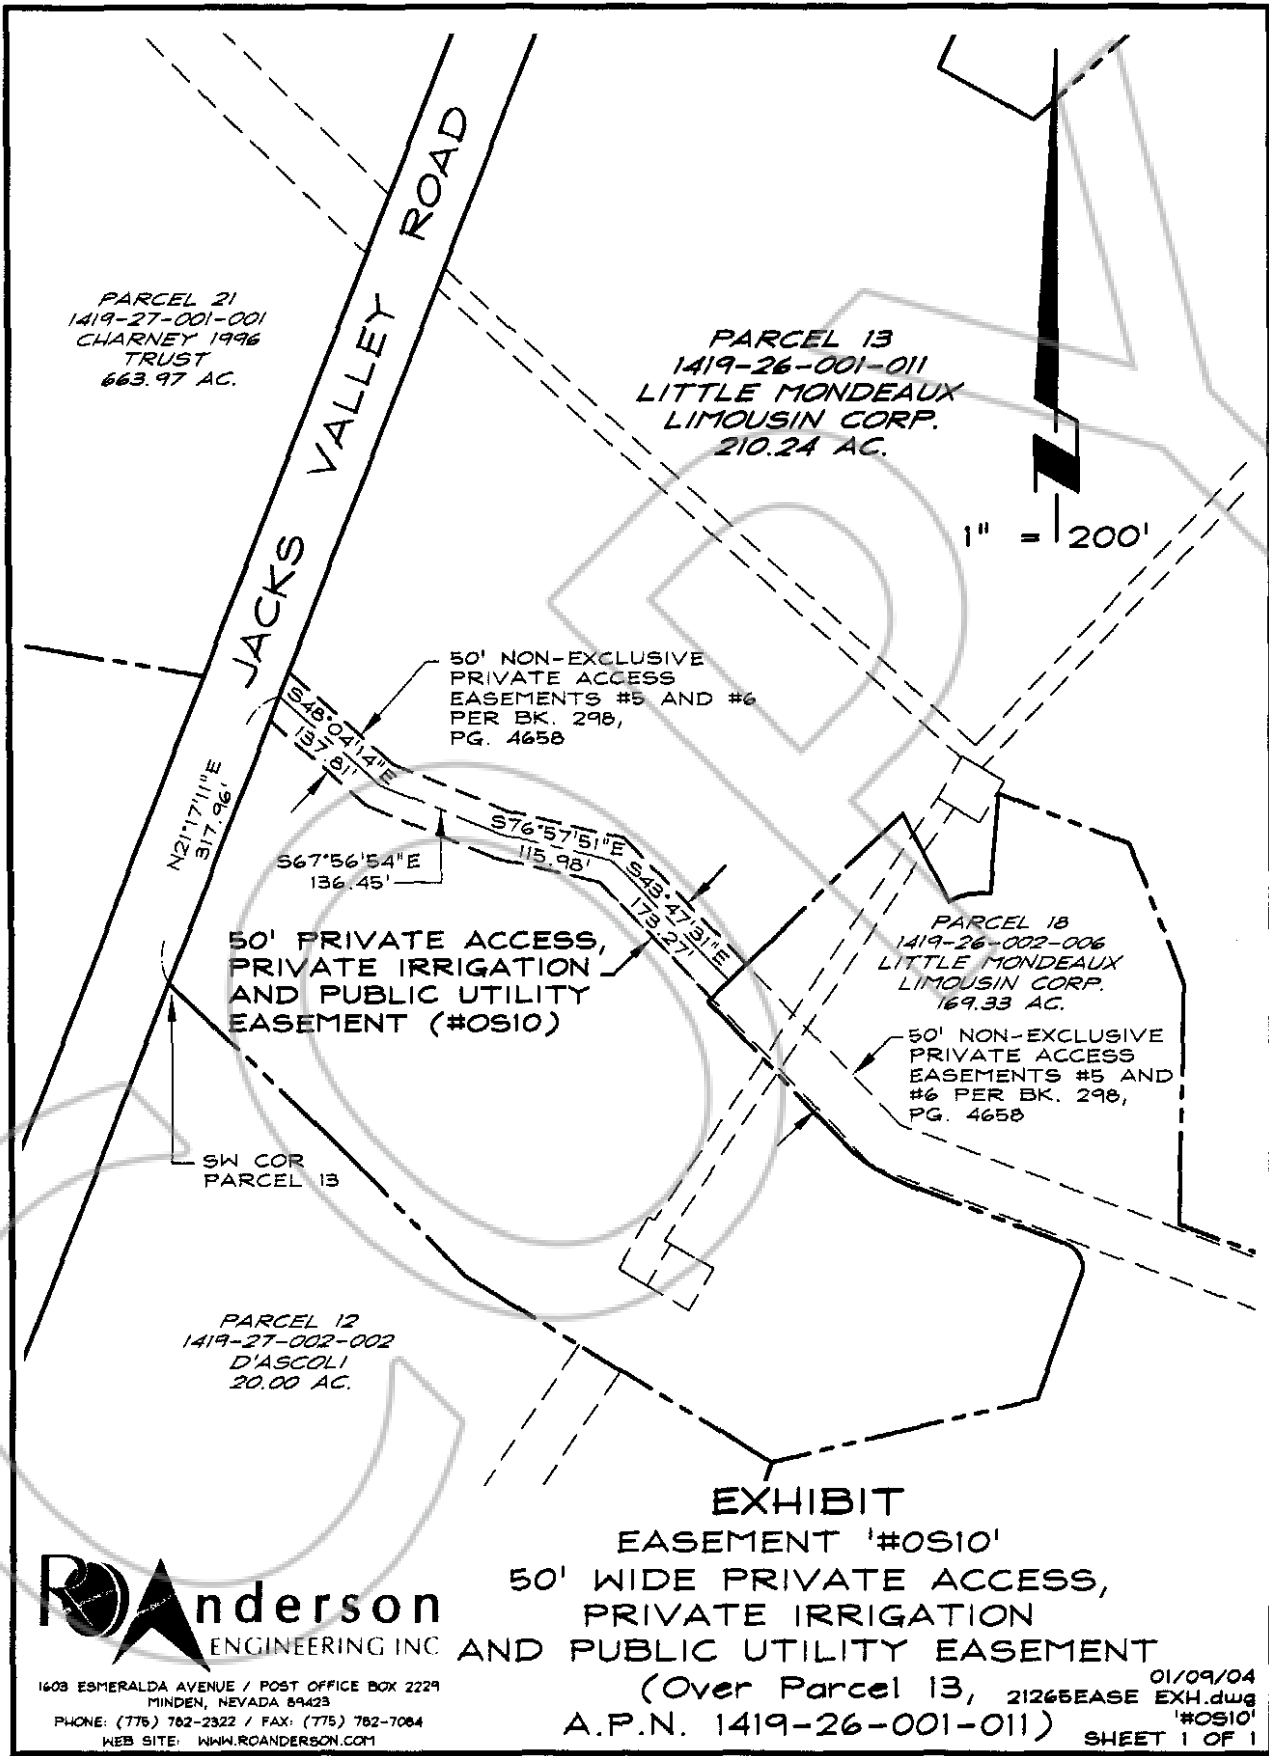 JACKS VALLEY ROAD
PARCEL 21
1419-27-001-001
CHARNEY 1996
TRUST
663.97 AC.
PARCEL 13
1419-26-001-011
LITTLE MONDEAUX
LIMOUSIN CORP.
210.24 AC.
1" = 200'
50' NON-EXCLUSIVE
PRIVATE ACCESS
EASEMENTS #5 AND #6
PER BK. 298,
PG. 4658
S48°04'14"E
137.81'
N21°17'11"E
317.96'
S67°56'54"E
136.45'
S76°57'51"E
115.98'
S43°47'31"E
173.27'
50' PRIVATE ACCESS,
PRIVATE IRRIGATION
AND PUBLIC UTILITY
EASEMENT (#OS10)
PARCEL 18
1419-26-002-006
LITTLE MONDEAUX
LIMOUSIN CORP.
169.33 AC.
50' NON-EXCLUSIVE
PRIVATE ACCESS
EASEMENTS #5 AND
#6 PER BK. 298,
PG. 4658
SW COR
PARCEL 13
PARCEL 12
1419-27-002-002
D'ASCOLI
20.00 AC.
EXHIBIT
EASEMENT '#OS10'
50' WIDE PRIVATE ACCESS,
PRIVATE IRRIGATION
AND PUBLIC UTILITY EASEMENT
(Over Parcel 13,
A.P.N. 1419-26-001-011)
ROAnderson
ENGINEERING INC
1603 ESMERALDA AVENUE / POST OFFICE BOX 2229
MINDEN, NEVADA 89423
PHONE: (775) 782-2322 / FAX: (775) 782-7084
WEB SITE: WWW.ROANDERSON.COM
01/09/04
21265EASE EXH.dwg
'#OS10'
SHEET 1 OF 1
COPY